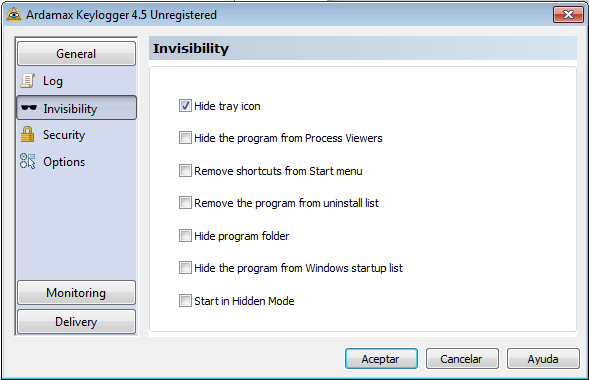 Ardamax Keylogger 4.5 Unregistered
General
Log
Invisibility
Security
Options
Monitoring
Delivery
Invisibility
Hide tray icon
Hide the program from Process Viewers
Remove shortcuts from Start menu
Remove the program from uninstall list
Hide program folder
Hide the program from Windows startup list
Start in Hidden Mode
Aceptar
Cancelar
Ayuda